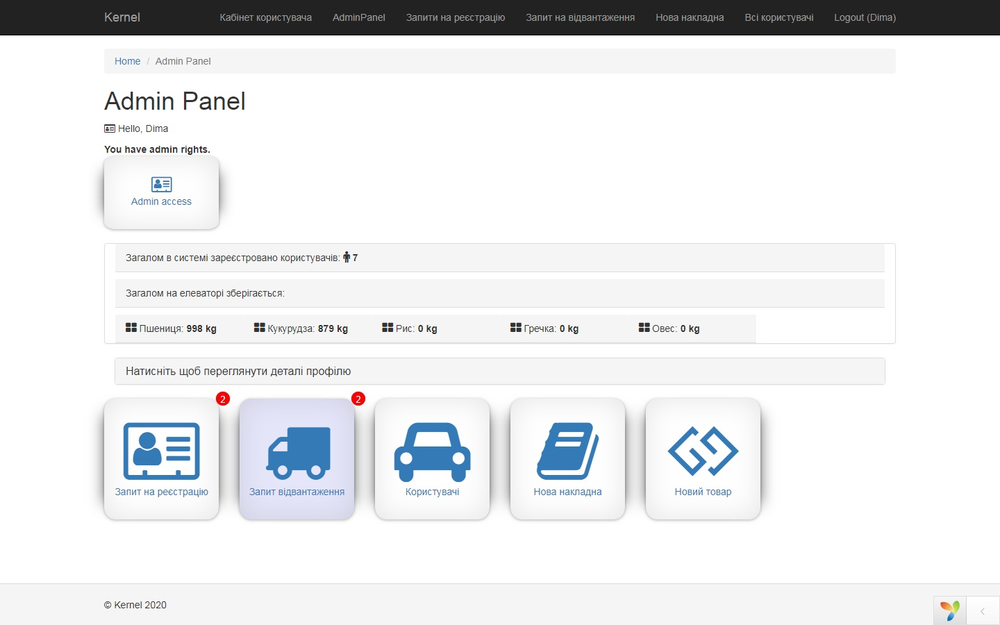 Kernel Кабінет користувача AdminPanel Запити на реєстрацію Запит на відвантаження Нова накладна Всі користувачі Logout (Dima)
Home / Admin Panel
Admin Panel
Hello, Dima
You have admin rights.
Admin access
Загалом в системі зареєстровано користувачів: 7
Загалом на елеваторі зберігається:
Пшениця: 998 kg Кукурудза: 879 kg Рис: 0 kg Гречка: 0 kg Овес: 0 kg
Натисніть щоб переглянути деталі профілю
2 2
Запит на реєстрацію Запит відвантаження Користувачі Нова накладна Новий товар
© Kernel 2020